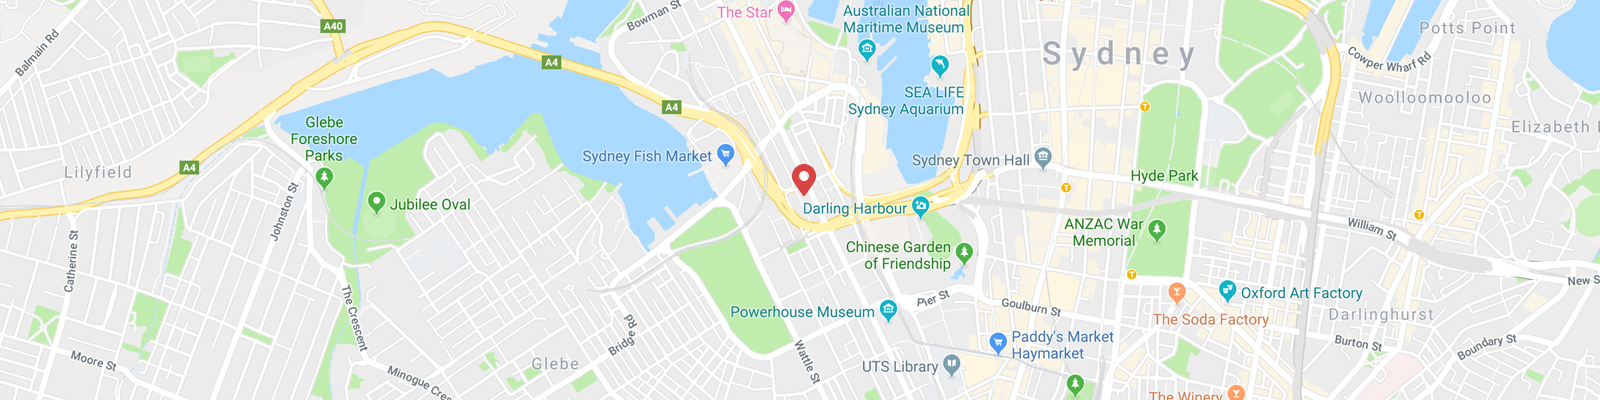 The Star
Bowman St
Australian National
Maritime Museum
A40
Balmain Rd
A4
Sydney
Potts Point
Cowper Wharf Rd
SEA LIFE
Sydney Aquarium
A4
Woolloomooloo
Glebe
Foreshore
Parks
Elizabeth
Sydney Fish Market
Sydney Town Hall
A4
Lilyfield
Hyde Park
Johnston St
Jubilee Oval
Darling Harbour
ANZAC War
Memorial
William St
Catherine St
Chinese Garden
of Friendship
New S
The Crescent
Pier St
Goulburn St
Oxford Art Factory
Powerhouse Museum
The Soda Factory
Darlinghurst
Bridge Rd
Paddy's Market
Haymarket
Burton St
Boundary St
Moore St
Glebe
Wattle St
UTS Library
Minogue Cres
The Winery